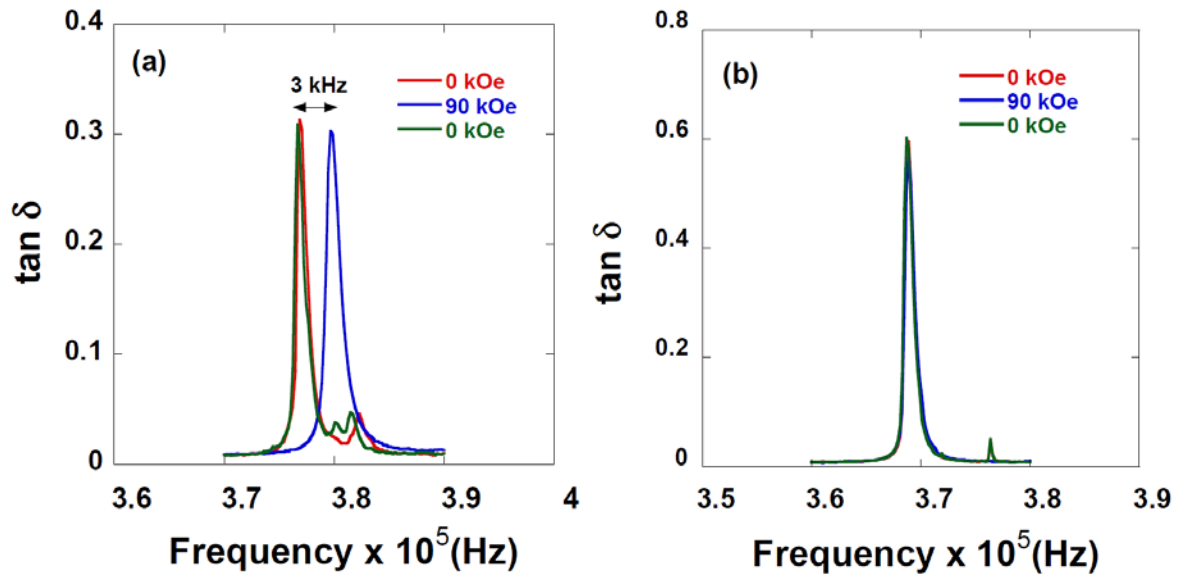 (a)
3 kHz
0 kOe
90 kOe
0 kOe
tan δ
0.4
0.3
0.2
0.1
0
3.6 3.7 3.8 3.9 4
Frequency x 10^5(Hz)
(b)
0 kOe
90 kOe
0 kOe
tan δ
0.8
0.6
0.4
0.2
0
3.5 3.6 3.7 3.8 3.9
Frequency x 10^5(Hz)